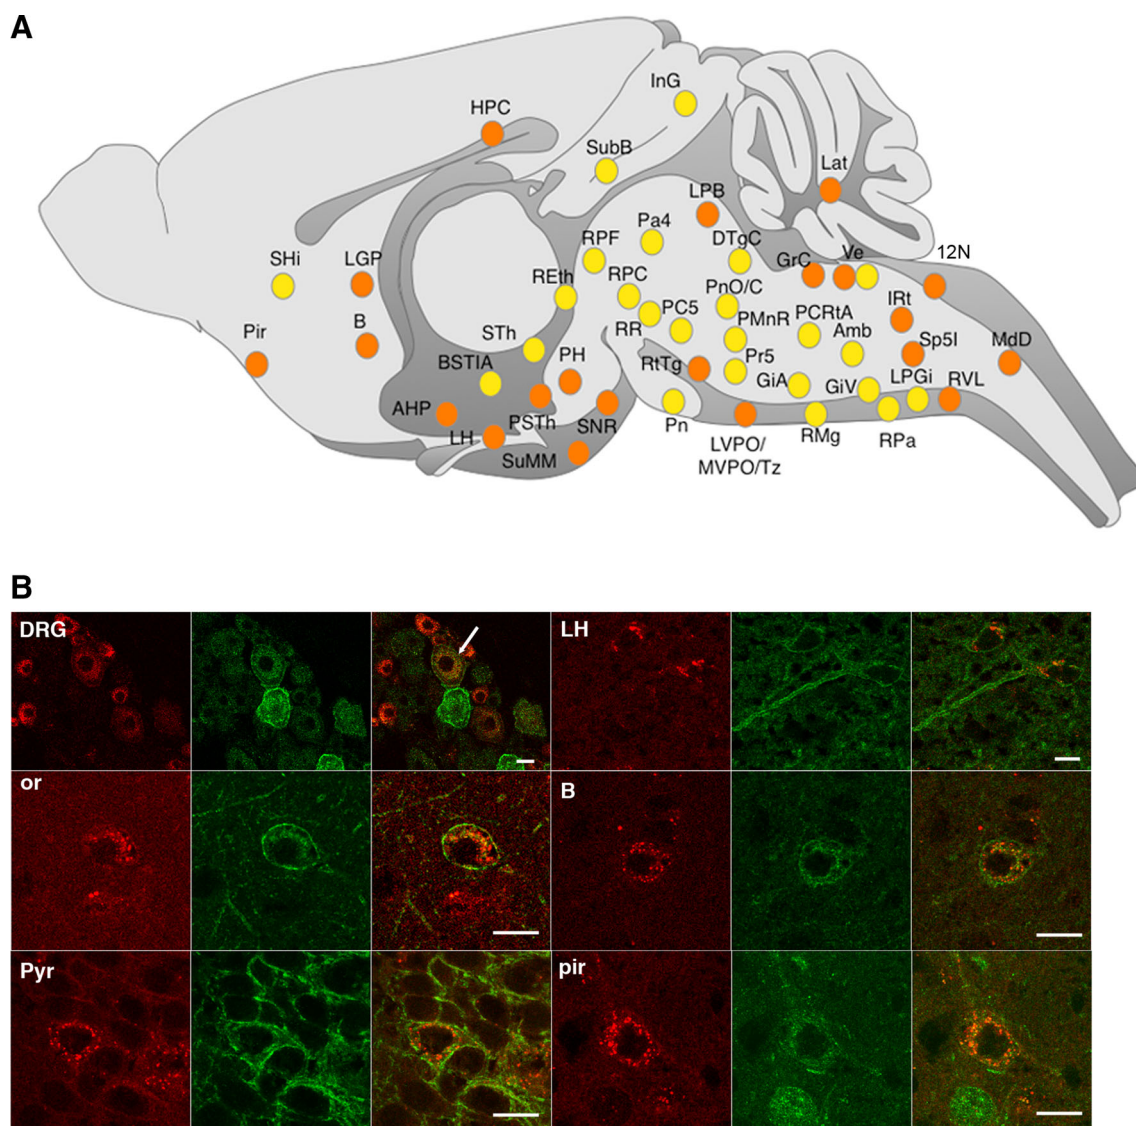 A
InG
HPC
SubB
Lat
LPB
Pa4
DTgC
RPF
Ve
12N
SHi
LGP
GrC
REth
RPC
PnO/C
IRt
PC5
PMnR
PCRtA
Pir
B
STh
RR
Amb
Sp5I
MdD
BSTIA
PH
RtTg
Pr5
GiA
GiV
LPGi
RVL
AHP
PSTh
SNR
Pn
LH
RMg
RPa
SuMM
LVPO/
MVPO/Tz
B
DRG
LH
or
B
Pyr
pir